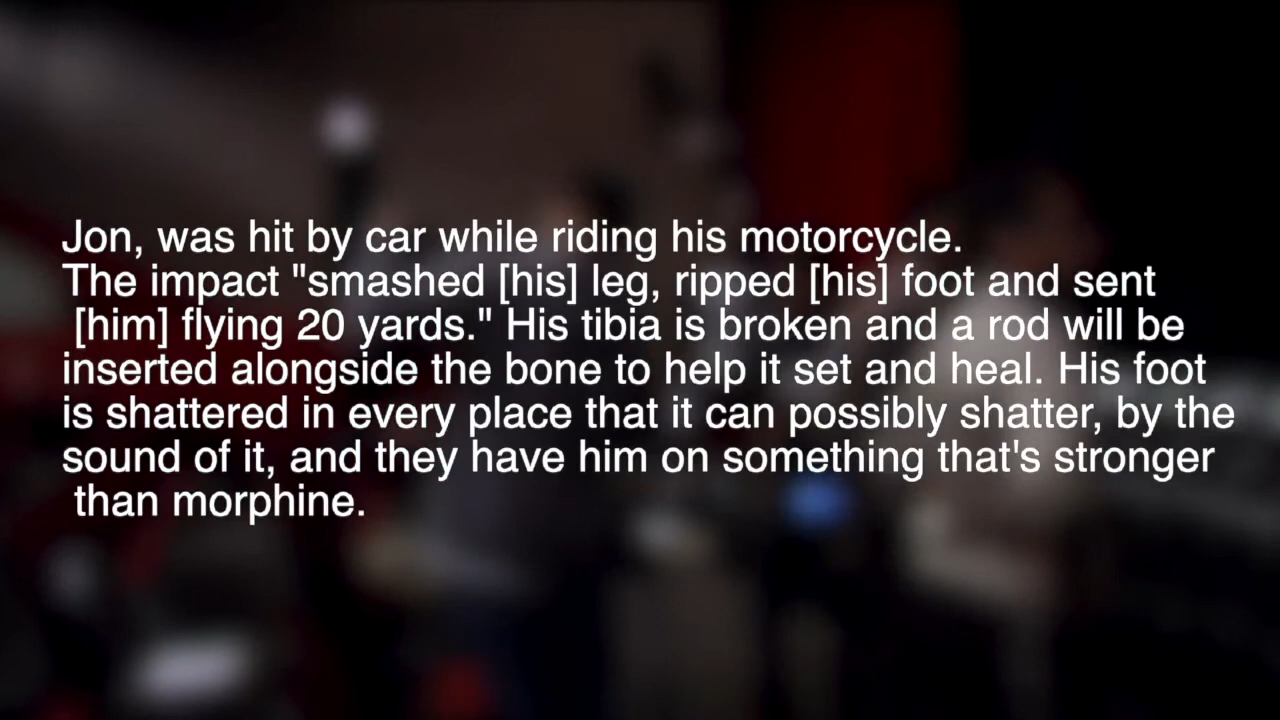 Jon, was hit by car while riding his motorcycle.
The impact "smashed [his] leg, ripped [his] foot and sent
[him] flying 20 yards." His tibia is broken and a rod will be
inserted alongside the bone to help it set and heal. His foot
is shattered in every place that it can possibly shatter, by the
sound of it, and they have him on something that's stronger
than morphine.